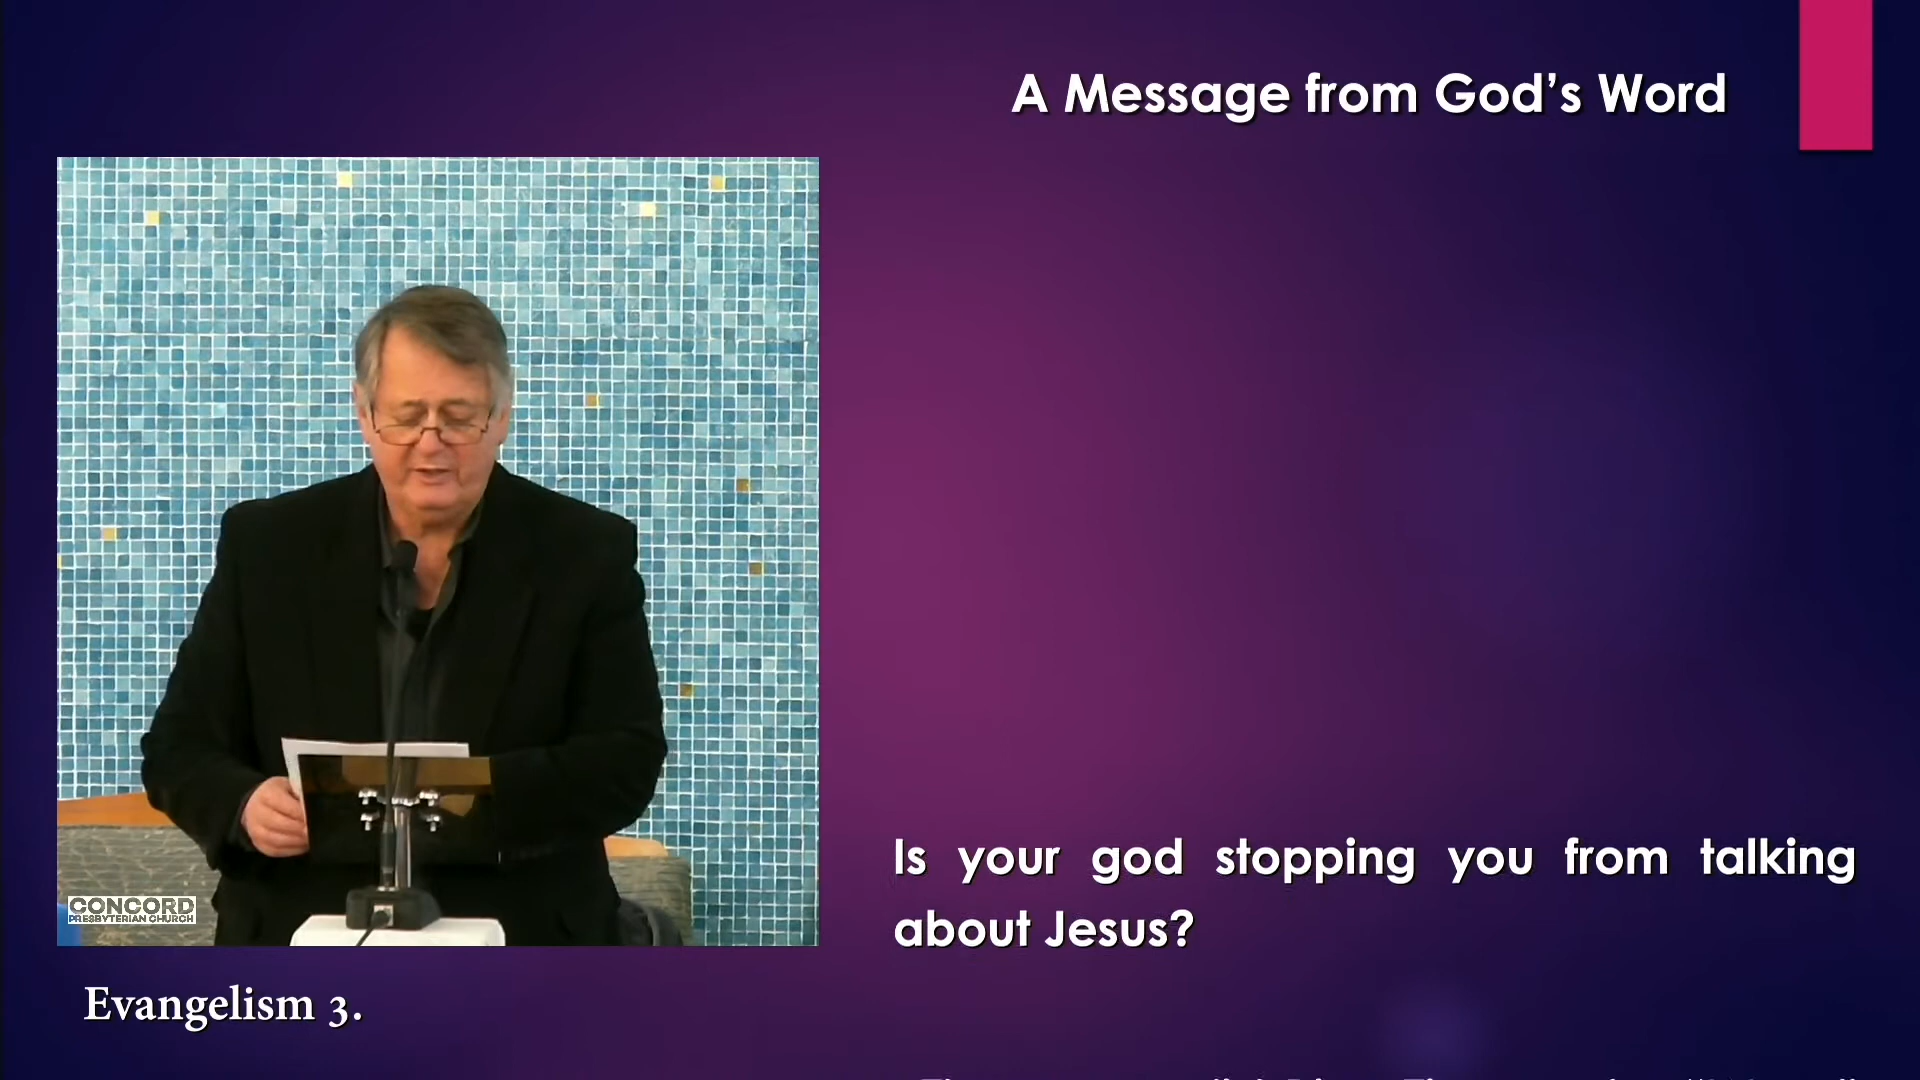 A Message from God's Word
CONCORD
PRESBYTERIAN CHURCH
Is your god stopping you from talking
about Jesus?
Evangelism 3.